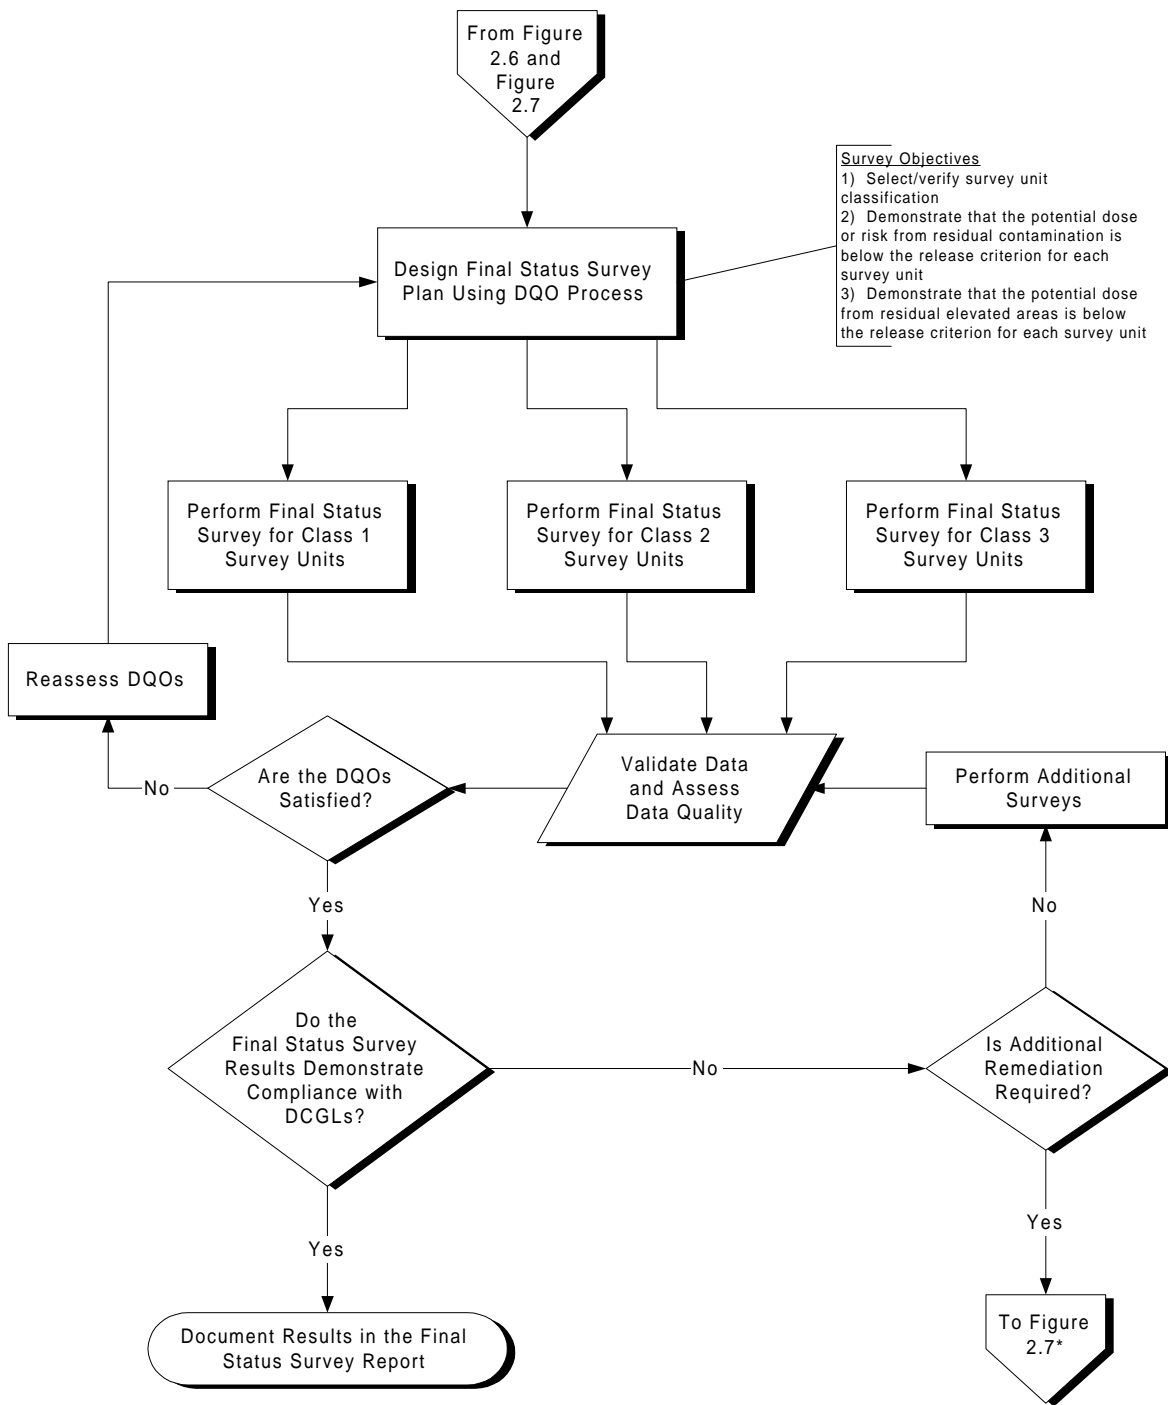 From Figure
2.6 and
Figure
2.7
Survey Objectives
1) Select/verify survey unit
classification
2) Demonstrate that the potential dose
or risk from residual contamination is
below the release criterion for each
survey unit
3) Demonstrate that the potential dose
from residual elevated areas is below
the release criterion for each survey unit
Design Final Status Survey
Plan Using DQO Process
Perform Final Status
Survey for Class 1
Survey Units
Perform Final Status
Survey for Class 2
Survey Units
Perform Final Status
Survey for Class 3
Survey Units
Reassess DQOs
No
Are the DQOs
Satisfied?
Validate Data
and Assess
Data Quality
Perform Additional
Surveys
Yes
No
Do the
Final Status Survey
Results Demonstrate
Compliance with
DCGLs?
No
Is Additional
Remediation
Required?
Yes
Yes
Document Results in the Final
Status Survey Report
To Figure
2.7*